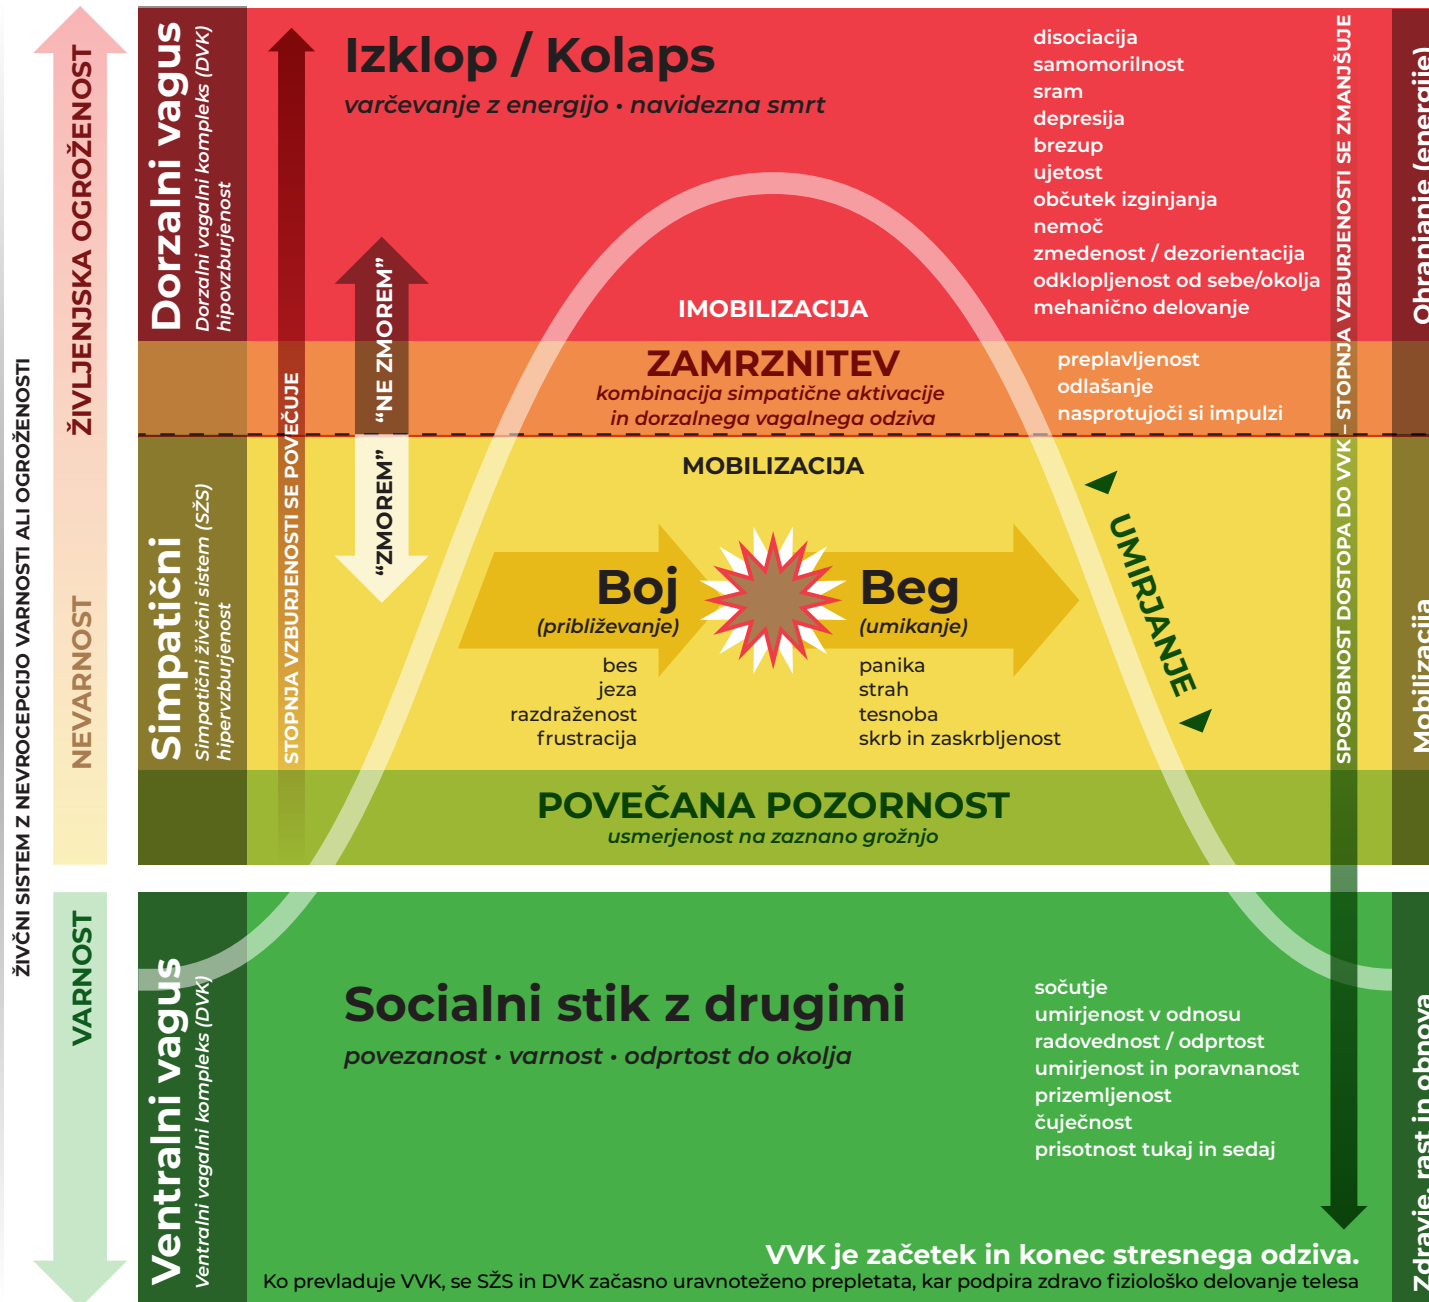 ŽIVČNI SISTEM Z NEVROCEPCIJO VARNOSTI ALI OGROŽENOSTI
ŽIVLJENJSKA OGROŽENOST
NEVARNOST
VARNOST
Dorzalni vagus
Dorzalni vagalni kompleks (DVK)
hipovzburjenost
Simpatični
Simpatični živčni sistem (SŽS)
hipervzburjenost
Ventralni vagus
Ventralni vagalni kompleks (DVK)
STOPNJA VZBURJENOSTI SE POVEČUJE
“NE ZMOREM”
“ZMOREM”
Izklop / Kolaps
varčevanje z energijo • navidezna smrt
disociacija
samomorilnost
sram
depresija
brezup
ujetost
občutek izginjanja
nemoč
zmedenost / dezorientacija
odklopljenost od sebe/okolja
mehanično delovanje
IMOBILIZACIJA
ZAMRZNITEV
kombinacija simpatične aktivacije
in dorzalnega vagalnega odziva
preplavljenost
odlašanje
nasprotujoči si impulzi
MOBILIZACIJA
Boj
(približevanje)
bes
jeza
razdraženost
frustracija
Beg
(umikanje)
panika
strah
tesnoba
skrb in zaskrbljenost
UMIRJANJE
POVEČANA POZORNOST
usmerjenost na zaznano grožnjo
Socialni stik z drugimi
povezanost • varnost • odprtost do okolja
sočutje
umirjenost v odnosu
radovednost / odprtost
umirjenost in poravnanost
prizemljenost
čuječnost
prisotnost tukaj in sedaj
VVK je začetek in konec stresnega odziva.
Ko prevladuje VVK, se SŽS in DVK začasno uravnoteženo prepletata, kar podpira zdravo fiziološko delovanje telesa
SPOSOBNOST DOSTOPA DO VVK – STOPNJA VZBURJENOSTI SE ZMANJŠUJE
Ohranjanje (energije)
Mobilizacija
Zdravje, rast in obnova